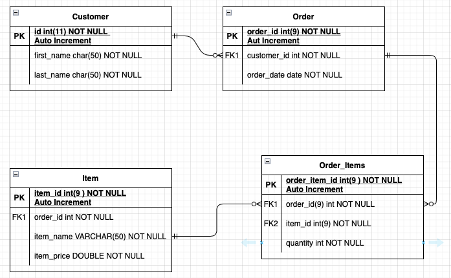 Customer
PK
id int(11) NOT NULL
Auto Increment
first_name char(50) NOT NULL
last_name char(50) NOT NULL
Order
PK
order_id int(9) NOT NULL
Aut Increment
FK1 customer_id int NOT NULL
order_date date NOT NULL
Item
PK
item_id int(9 ) NOT NULL
Auto Increment
FK1 order_id int NOT NULL
item_name VARCHAR(50) NOT NULL
item_price DOUBLE NOT NULL
Order_Items
PK
order_item_id int(9 ) NOT NULL
Auto Increment
FK1 order_id(9) int NOT NULL
FK2 item_id int(9) NOT NULL
quantity int NOT NULL